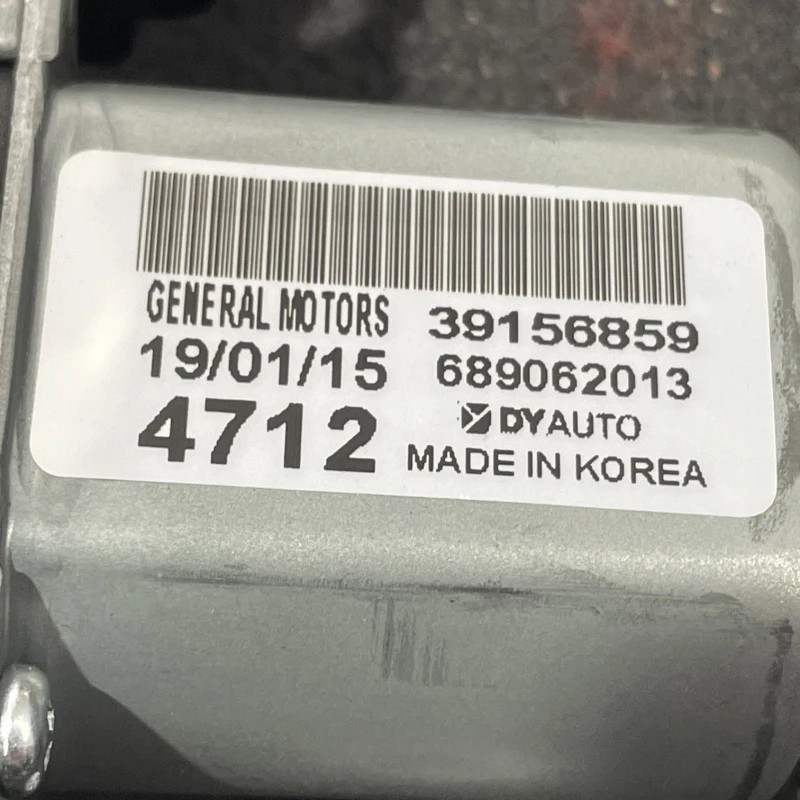 GENERAL MOTORS 39156859
19/01/15 689062013
4712 DYAUTO
MADE IN KOREA